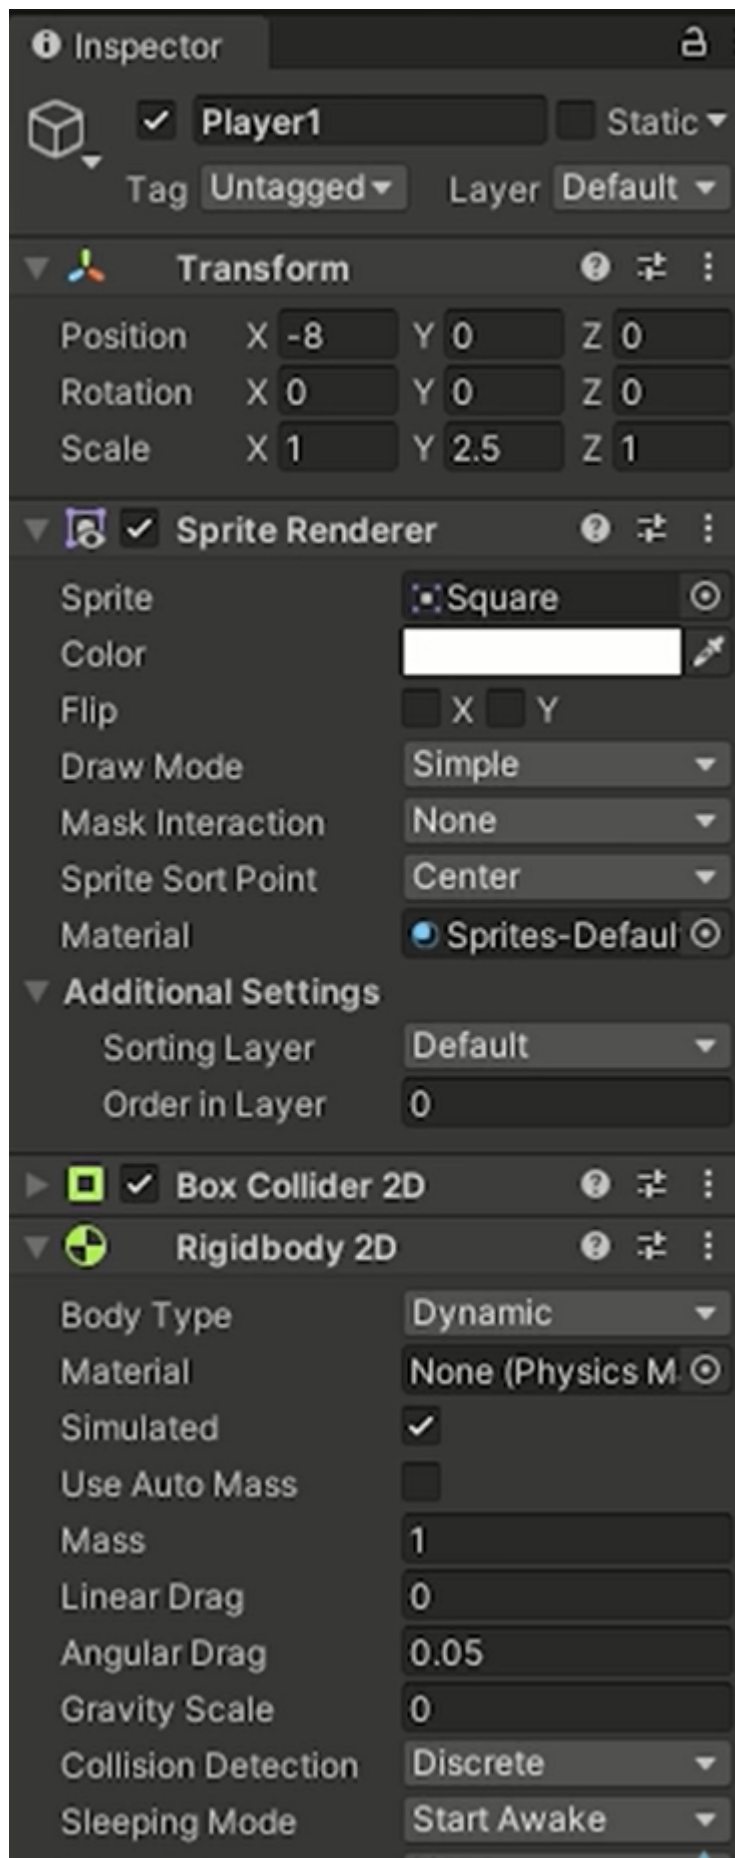 Inspector
Player1 Static
Tag Untagged Layer Default
Transform
Position X -8 Y 0 Z 0
Rotation X 0 Y 0 Z 0
Scale X 1 Y 2.5 Z 1
Sprite Renderer
Sprite Square
Color
Flip X Y
Draw Mode Simple
Mask Interaction None
Sprite Sort Point Center
Material Sprites-Defaul
Additional Settings
Sorting Layer Default
Order in Layer 0
Box Collider 2D
Rigidbody 2D
Body Type Dynamic
Material None (Physics M
Simulated
Use Auto Mass
Mass 1
Linear Drag 0
Angular Drag 0.05
Gravity Scale 0
Collision Detection Discrete
Sleeping Mode Start Awake